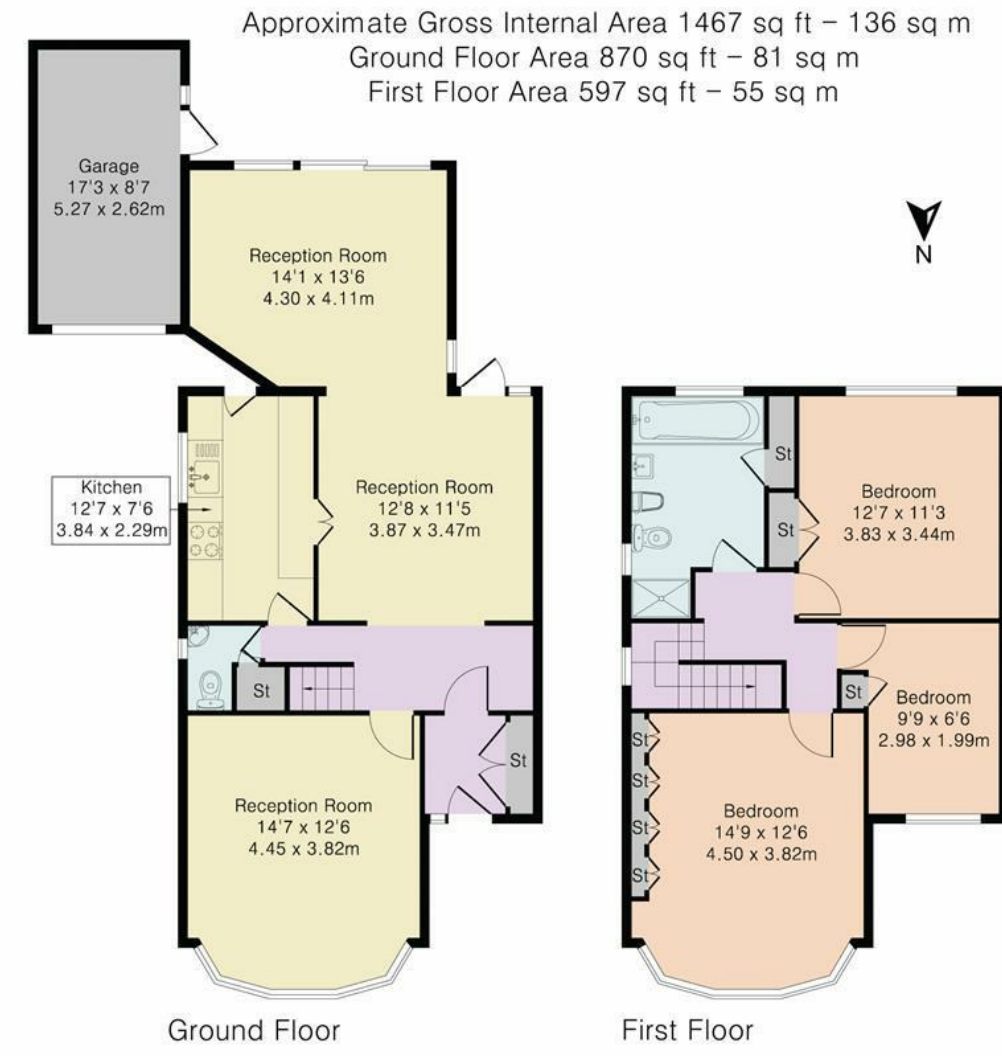 Approximate Gross Internal Area 1467 sq ft - 136 sq m
Ground Floor Area 870 sq ft - 81 sq m
First Floor Area 597 sq ft - 55 sq m
Garage
17'3 x 8'7
5.27 x 2.62m
Reception Room
14'1 x 13'6
4.30 x 4.11m
N
Kitchen
12'7 x 7'6
3.84 x 2.29m
Reception Room
12'8 x 11'5
3.87 x 3.47m
St
St
Reception Room
14'7 x 12'6
4.45 x 3.82m
Ground Floor
St
St
Bedroom
12'7 x 11'3
3.83 x 3.44m
St
Bedroom
9'9 x 6'6
2.98 x 1.99m
St
St
St
St
Bedroom
14'9 x 12'6
4.50 x 3.82m
First Floor